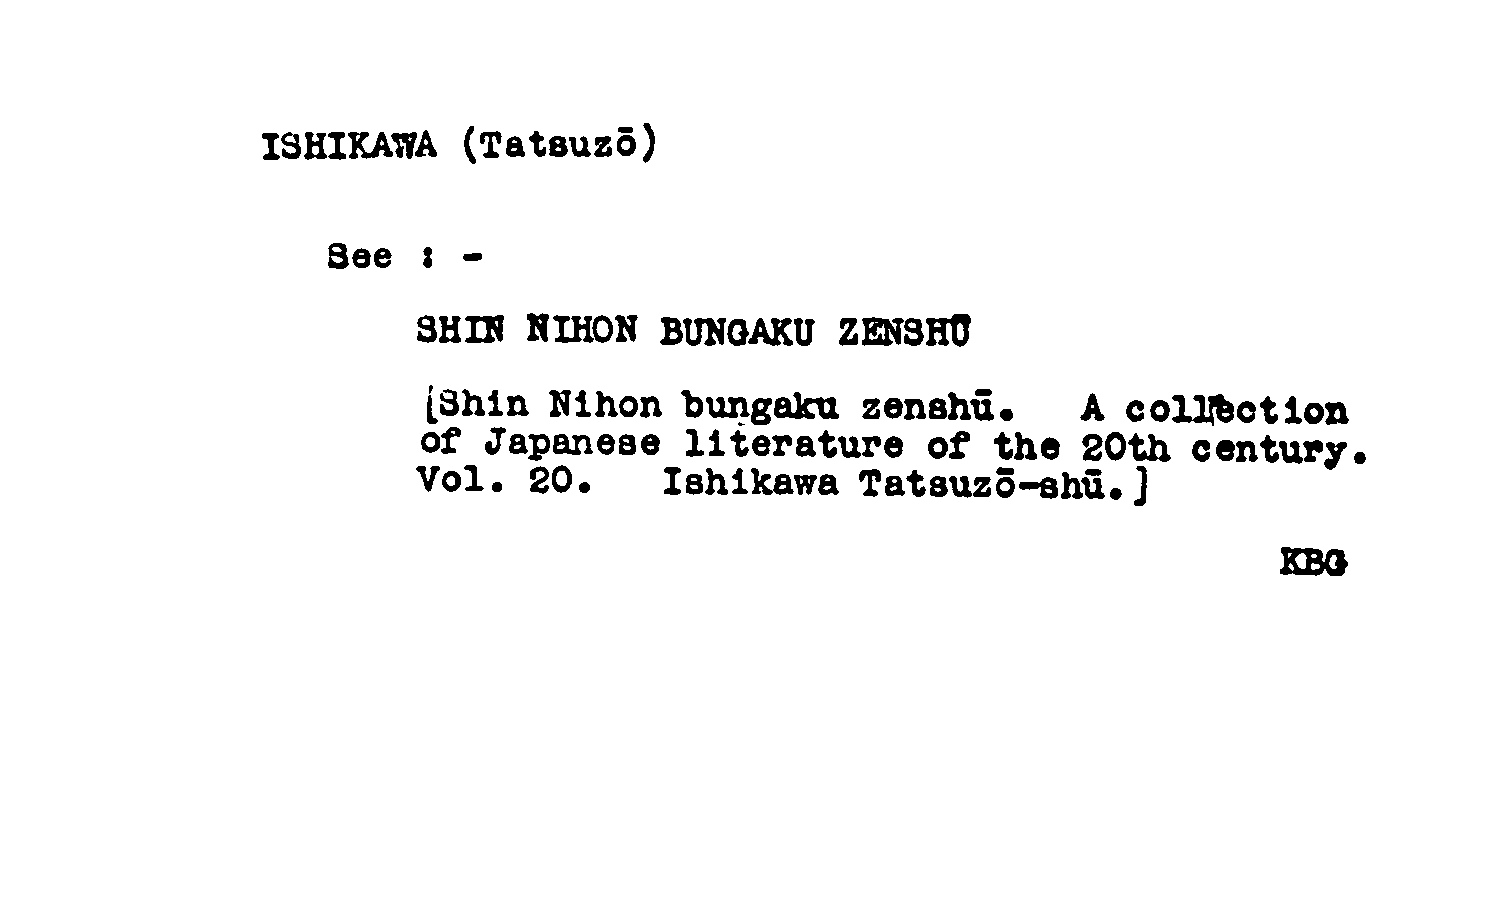 ISHIKAWA (Tatsuzō)
See : -
SHIN NIHON BUNGAKU ZENSHŪ
[Shin Nihon bungaku zenshū. A collection
of Japanese literature of the 20th century.
Vol. 20. Ishikawa Tatsuzō-shū.]
KBG